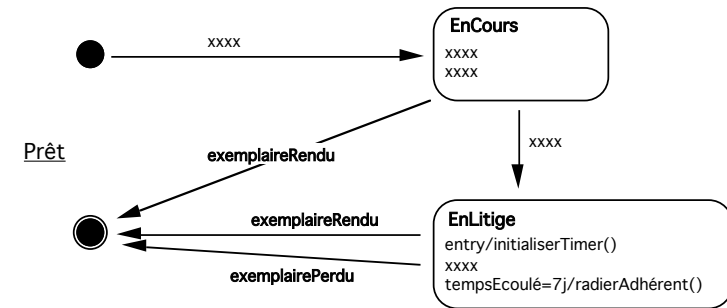 EnCours
xxxx
xxxx
xxxx
Prêt
exemplaireRendu
xxxx
exemplaireRendu
exemplairePerdu
EnLitige
entry/initialiserTimer()
xxxx
tempsEcoulé=7j/radierAdhérent()